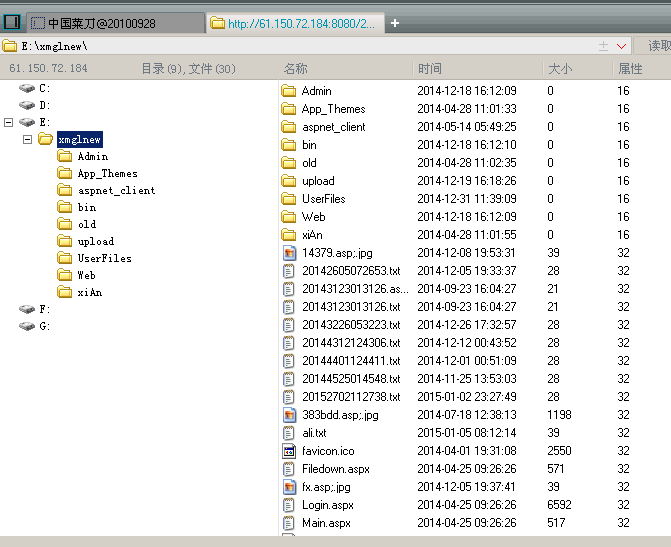 中国菜刀@20100928 http://61.150.72.184:8080/2... +
E:\xmglnew\ 读取
61.150.72.184 目录(9),文件(30) 名称 时间 大小 属性
C:
D:
E:
xmglnew
Admin
App_Themes
aspnet_client
bin
old
upload
UserFiles
Web
xiAn
F:
G:
Admin 2014-12-18 16:12:09 0 16
App_Themes 2014-04-28 11:01:33 0 16
aspnet_client 2014-05-14 05:49:25 0 16
bin 2014-12-18 16:12:10 0 16
old 2014-04-28 11:02:35 0 16
upload 2014-12-19 16:18:26 0 16
UserFiles 2014-12-31 11:39:09 0 16
Web 2014-12-18 16:12:09 0 16
xiAn 2014-04-28 11:01:55 0 16
14379.asp;.jpg 2014-12-08 19:53:31 39 32
20142605072653.txt 2014-12-05 19:33:37 28 32
20143123013126.as... 2014-09-23 16:04:27 21 32
20143123013126.txt 2014-09-23 16:04:27 21 32
20143226053223.txt 2014-12-26 17:32:57 28 32
20144312124306.txt 2014-12-12 00:43:52 28 32
20144401124411.txt 2014-12-01 00:51:09 28 32
20144525014548.txt 2014-11-25 13:53:03 28 32
20152702112738.txt 2015-01-02 23:27:49 28 32
383bdd.asp;.jpg 2014-07-18 12:38:13 1198 32
ali.txt 2015-01-05 08:12:14 39 32
favicon.ico 2014-04-01 19:31:08 2550 32
Filedown.aspx 2014-04-25 09:26:26 571 32
fx.asp;.jpg 2014-12-05 19:37:41 39 32
Login.aspx 2014-04-25 09:26:26 6592 32
Main.aspx 2014-04-25 09:26:26 517 32